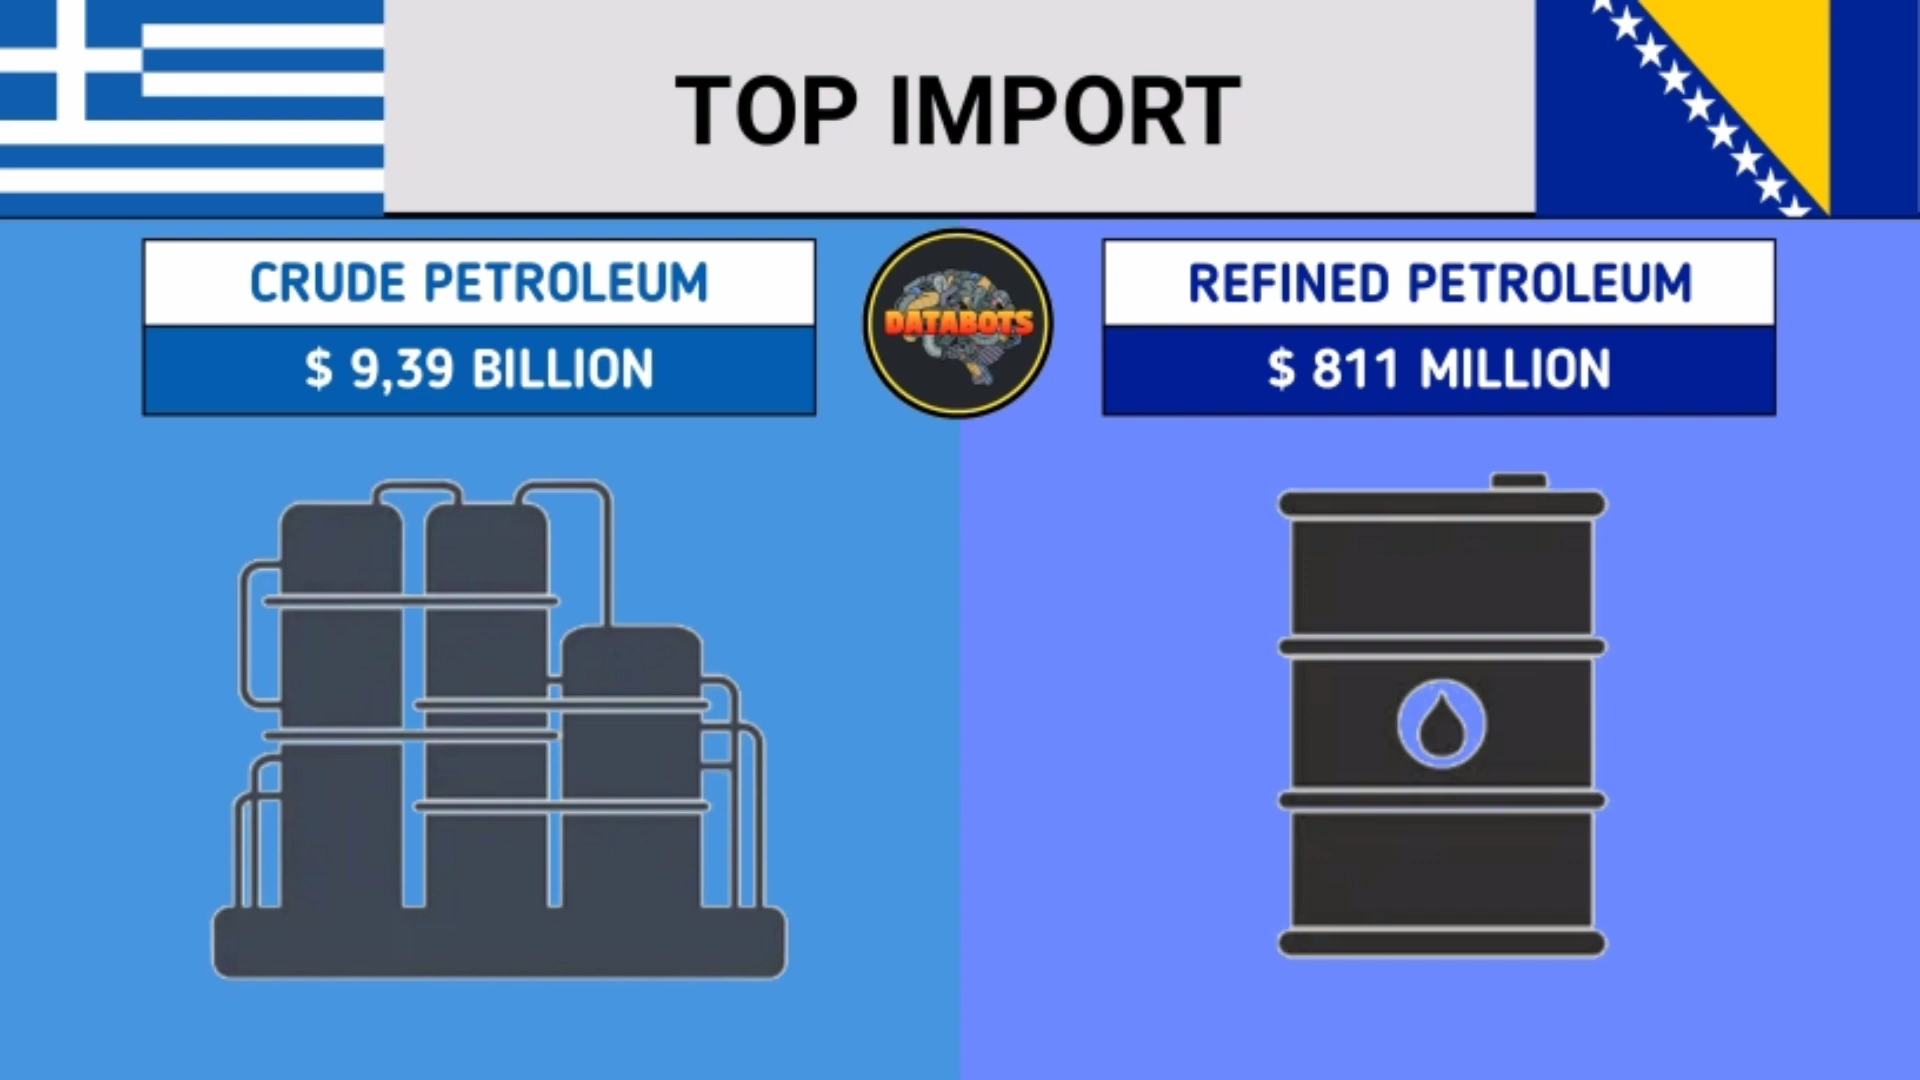 TOP IMPORT
CRUDE PETROLEUM
$ 9,39 BILLION
DATABOTS
REFINED PETROLEUM
$ 811 MILLION